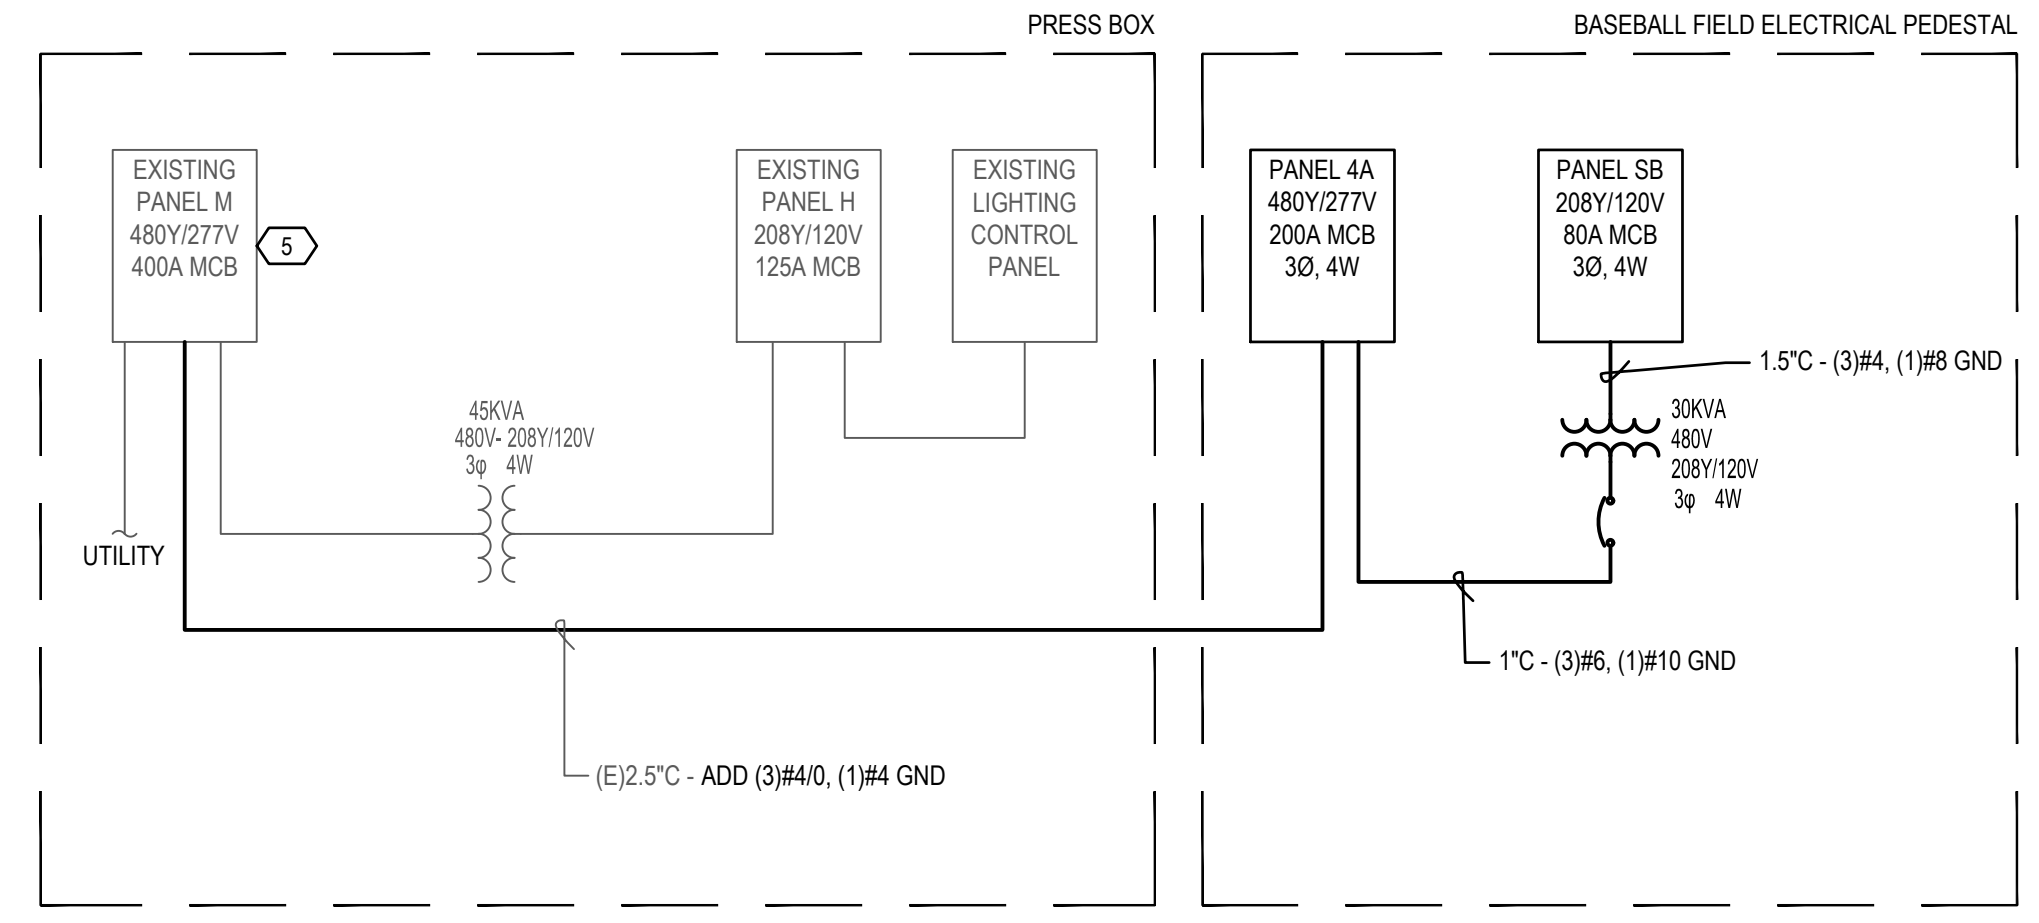 PRESS BOX
BASEBALL FIELD ELECTRICAL PEDESTAL
EXISTING
PANEL M
480Y/277V
400A MCB
5
EXISTING
PANEL H
208Y/120V
125A MCB
EXISTING
LIGHTING
CONTROL
PANEL
PANEL 4A
480Y/277V
200A MCB
3Ø, 4W
PANEL SB
208Y/120V
80A MCB
3Ø, 4W
1.5"C - (3)#4, (1)#8 GND
45KVA
480V- 208Y/120V
3φ 4W
30KVA
480V
208Y/120V
3φ 4W
UTILITY
1"C - (3)#6, (1)#10 GND
(E)2.5"C - ADD (3)#4/0, (1)#4 GND